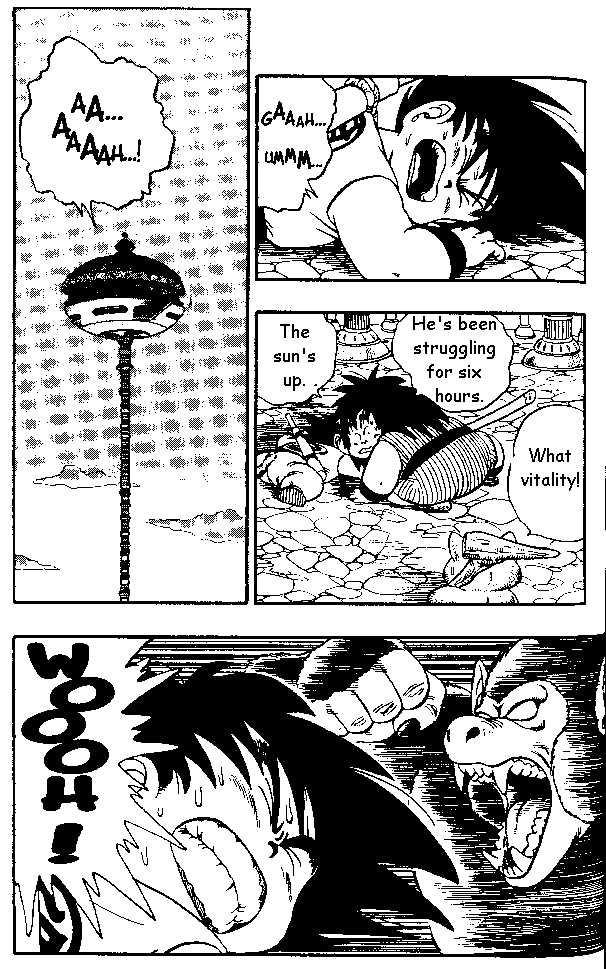 AA...
AAAAH...!
GAAAH...
UMMM...
The
sun's
up.
He's been
struggling
for six
hours.
What
vitality!
WOOOH!